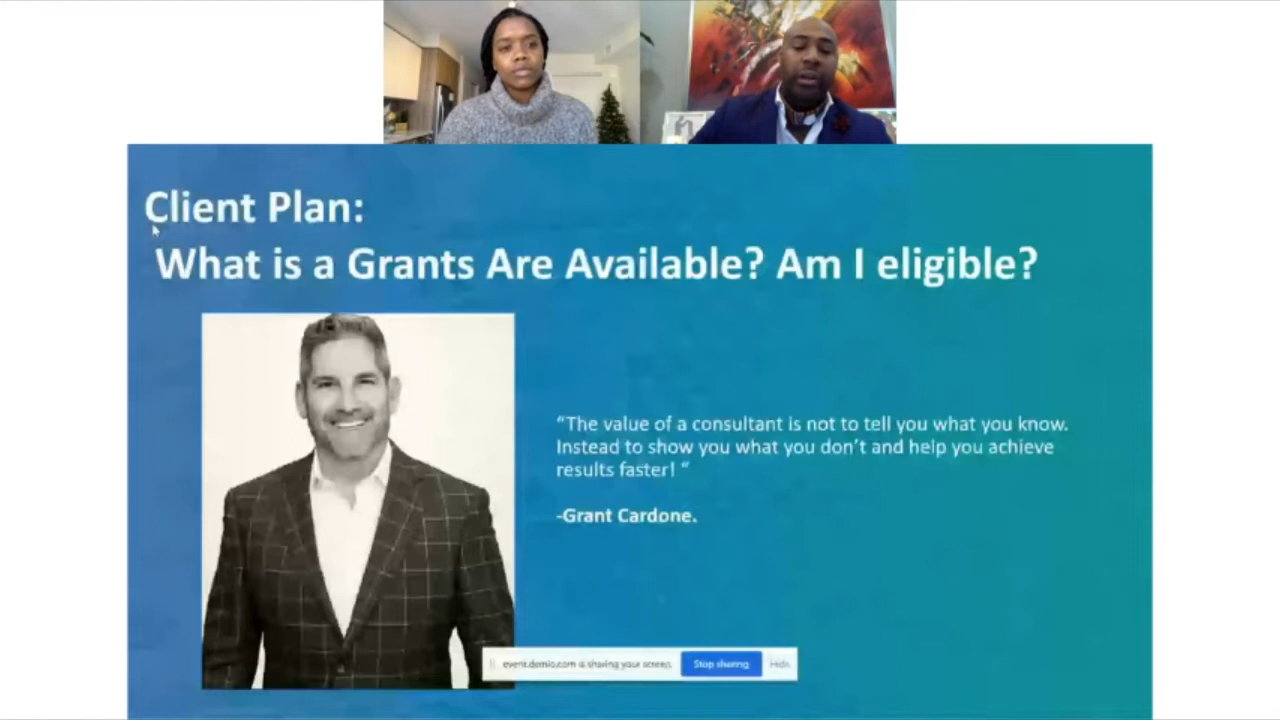 Client Plan:
What is a Grants Are Available? Am I eligible?
“The value of a consultant is not to tell you what you know.
Instead to show you what you don’t and help you achieve
results faster! “
-Grant Cardone.
event.demio.com is sharing your screen. Stop sharing Hide